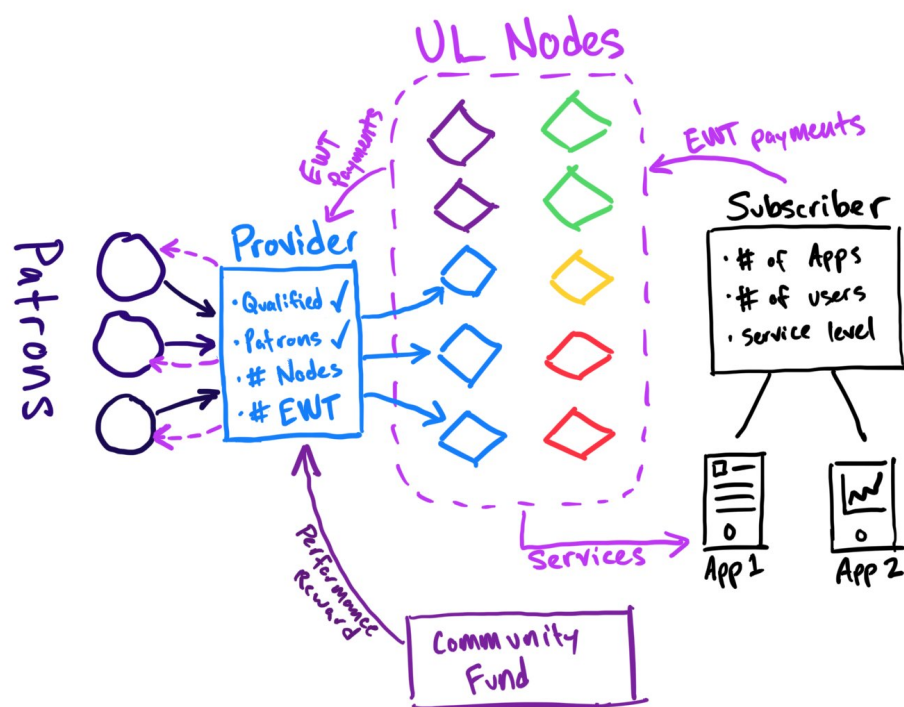 UL Nodes
EWT
Payments
EWT payments
Patrons
Provider
· Qualified ✓
· Patrons ✓
· # Nodes
· # EWT
Subscriber
· # of Apps
· # of users
· service level
Services
App 1
App 2
Performance
Reward
Community
Fund